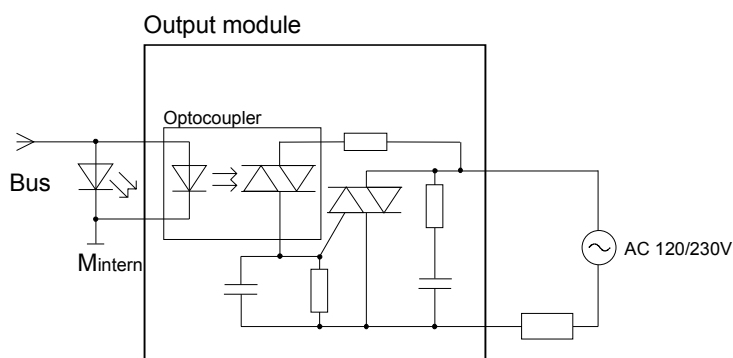 Output module
Optocoupler
Bus
Mintern
AC 120/230V